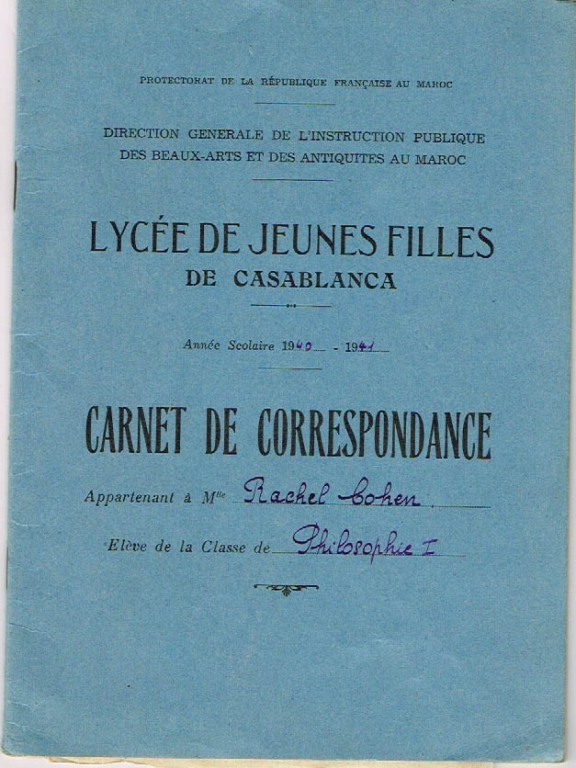 PROTECTORAT DE LA RÉPUBLIQUE FRANÇAISE AU MAROC
DIRECTION GENERALE DE L'INSTRUCTION PUBLIQUE
DES BEAUX-ARTS ET DES ANTIQUITES AU MAROC
LYCÉE DE JEUNES FILLES
DE CASABLANCA
Année Scolaire 1940 - 1941
CARNET DE CORRESPONDANCE
Appartenant à Mlle Rachel Cohen
Elève de la Classe de Philosophie I